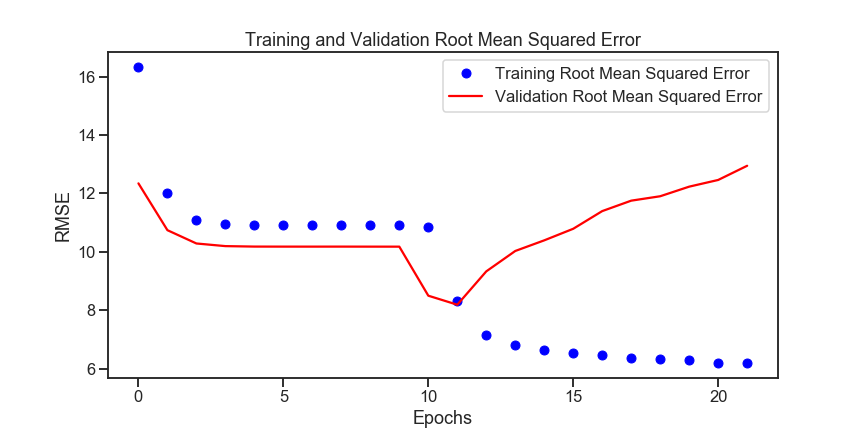 Training and Validation Root Mean Squared Error
Training Root Mean Squared Error
Validation Root Mean Squared Error
RMSE
16
14
12
10
8
6
0 5 10 15 20
Epochs